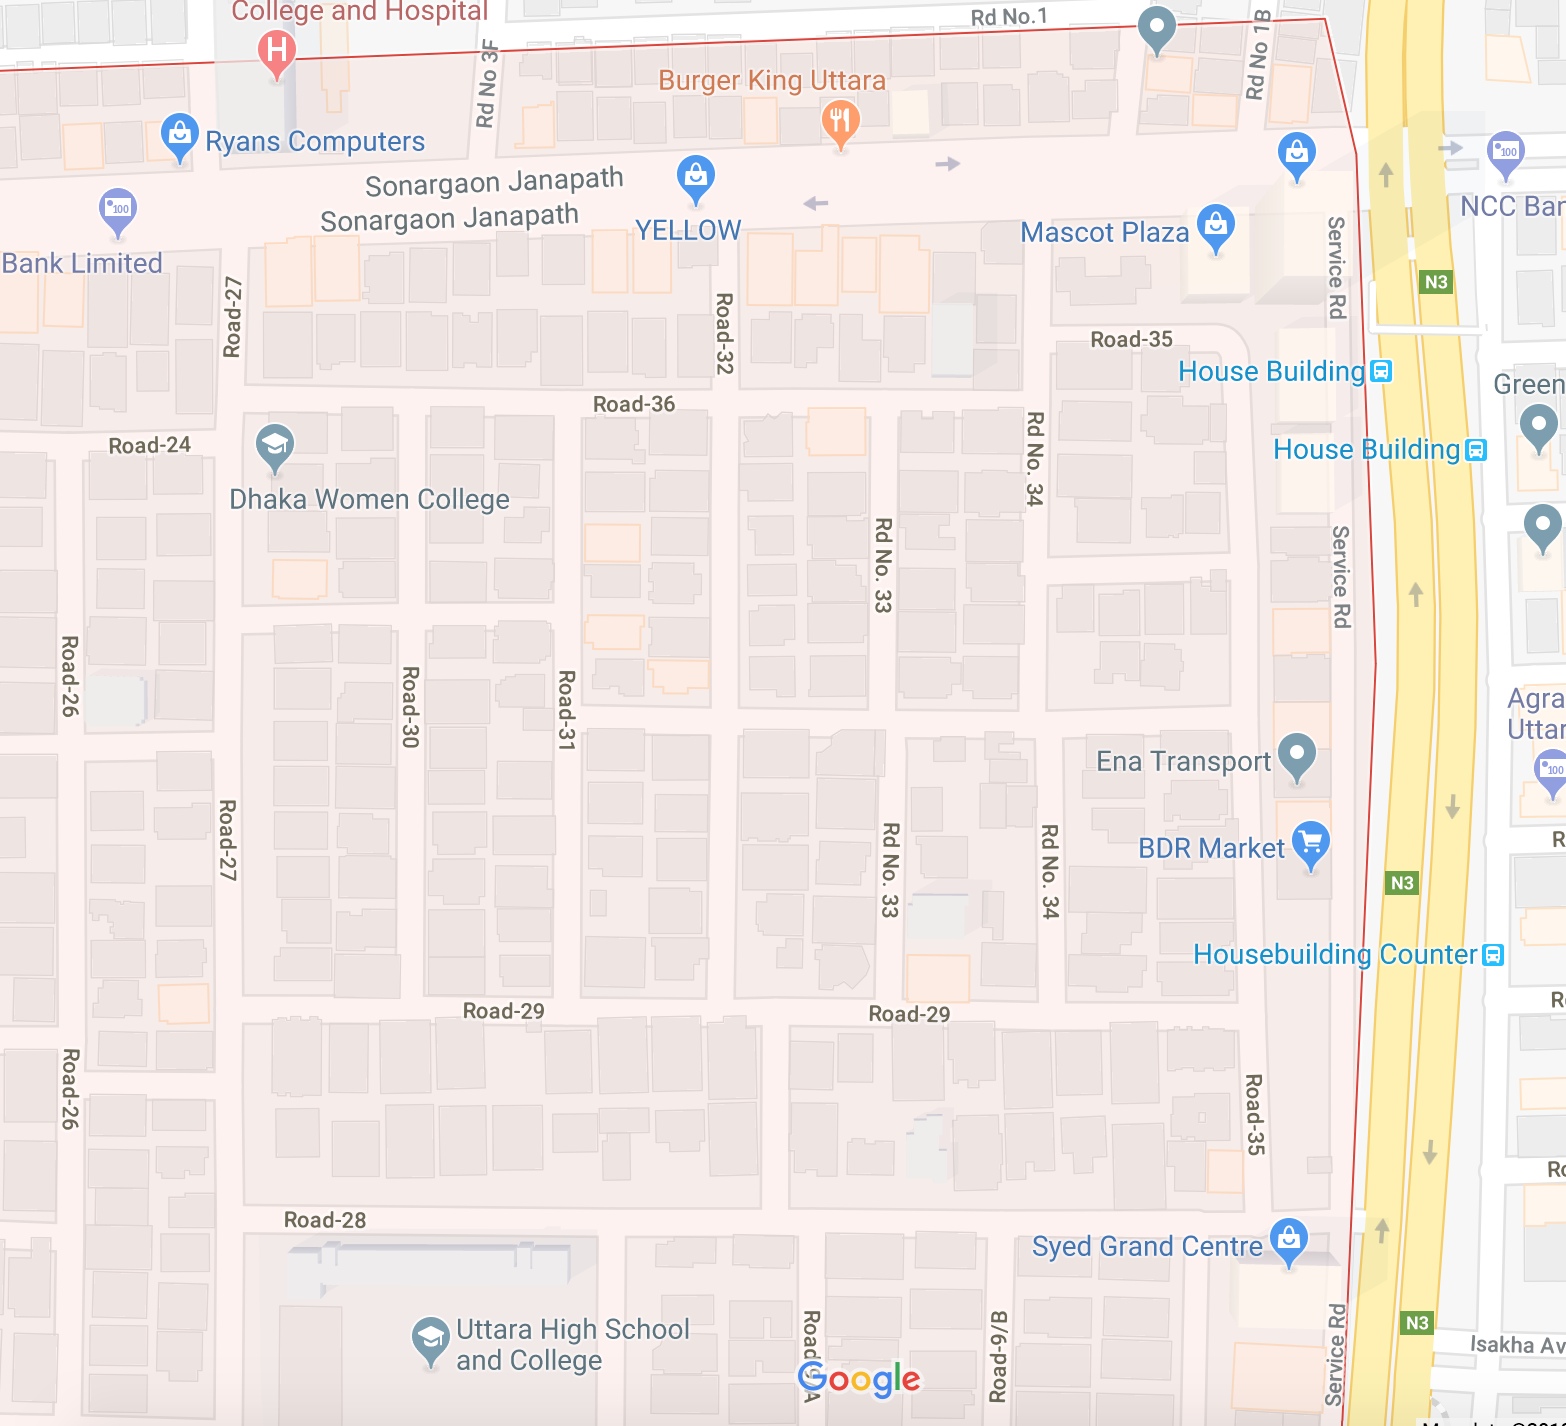 College and Hospital
Rd No.1
Rd No 3F
Rd No 1B
H
Burger King Uttara
Ryans Computers
100
NCC Ban
Sonargaon Janapath
Sonargaon Janapath
YELLOW
Mascot Plaza
100
Bank Limited
Service Rd
N3
Road-27
Road-32
Road-35
House Building
Green
Road-36
Road-24
Rd No. 34
House Building
Dhaka Women College
Rd No. 33
Service Rd
Road-26
Road-30
Road-31
Agra
Uttar
100
Ena Transport
Road-27
Rd No. 33
Rd No. 34
BDR Market
R
N3
Housebuilding Counter
Road-29
Road-29
Ro
Road-26
Road-35
Ro
Road-28
Syed Grand Centre
Uttara High School
and College
Road-9/B
Service Rd
N3
Isakha Av
Google